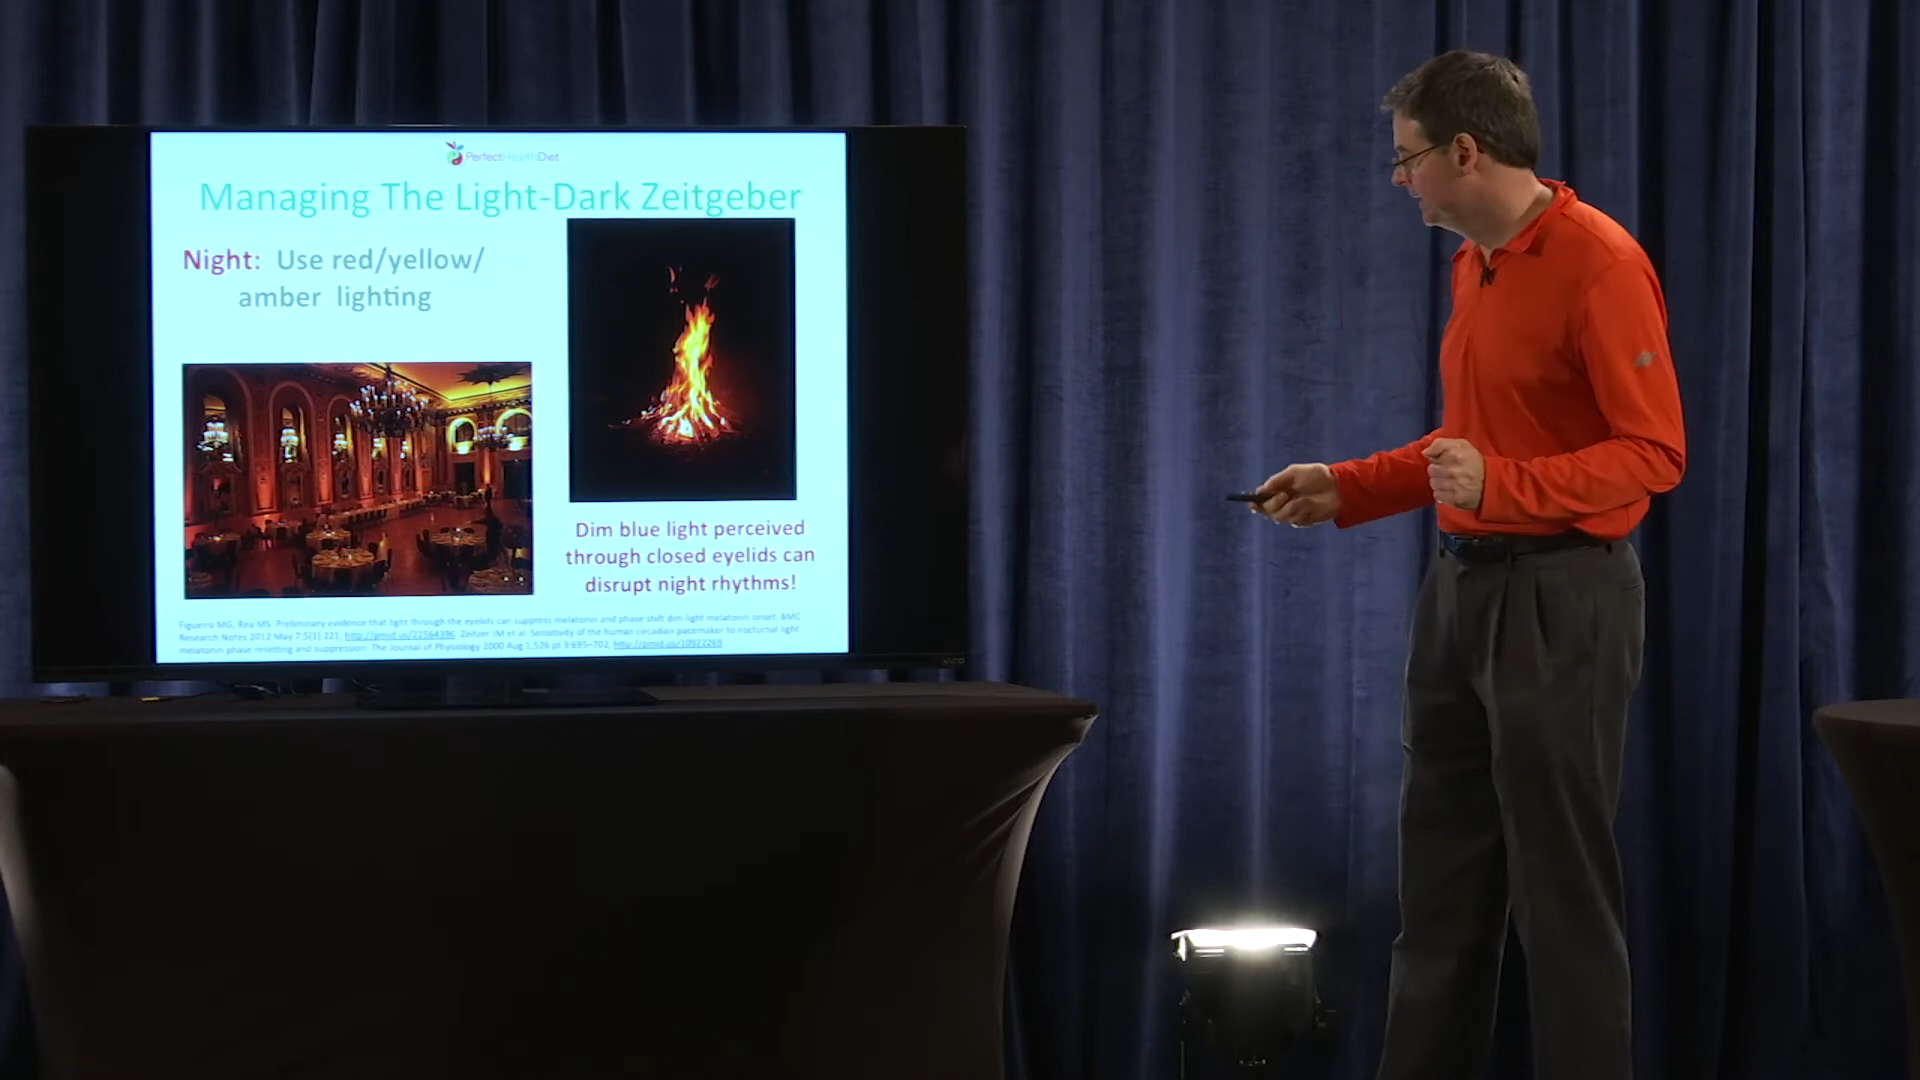 PerfectHealthDiet
Managing The Light-Dark Zeitgeber
Night: Use red/yellow/
amber lighting
Dim blue light perceived
through closed eyelids can
disrupt night rhythms!
Figueiro MG, Rea MS. Preliminary evidence that light through the eyelids can suppress melatonin and phase shift dim light melatonin onset. BMC
Research Notes 2012 May 7;5(1):221. http://pmid.us/22564396. Zeitzer JM et al. Sensitivity of the human circadian pacemaker to nocturnal light:
melatonin phase resetting and suppression. The Journal of Physiology 2000 Aug 1;526 pt 3:695–702, http://pmid.us/10922269
VIZIO